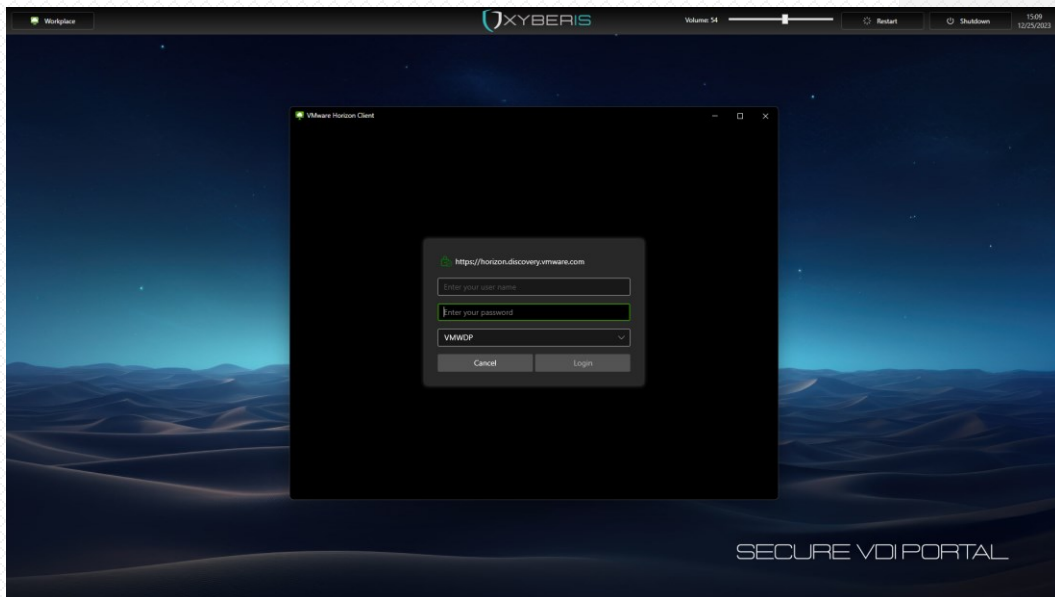 Workplace
OXYBERIS
Volume: 54
Restart
Shutdown
15:09
12/25/2023
VMware Horizon Client
https://horizon.discovery.vmware.com
Enter your user name
Enter your password
VMWDP
Cancel
Login
SECURE VDI PORTAL